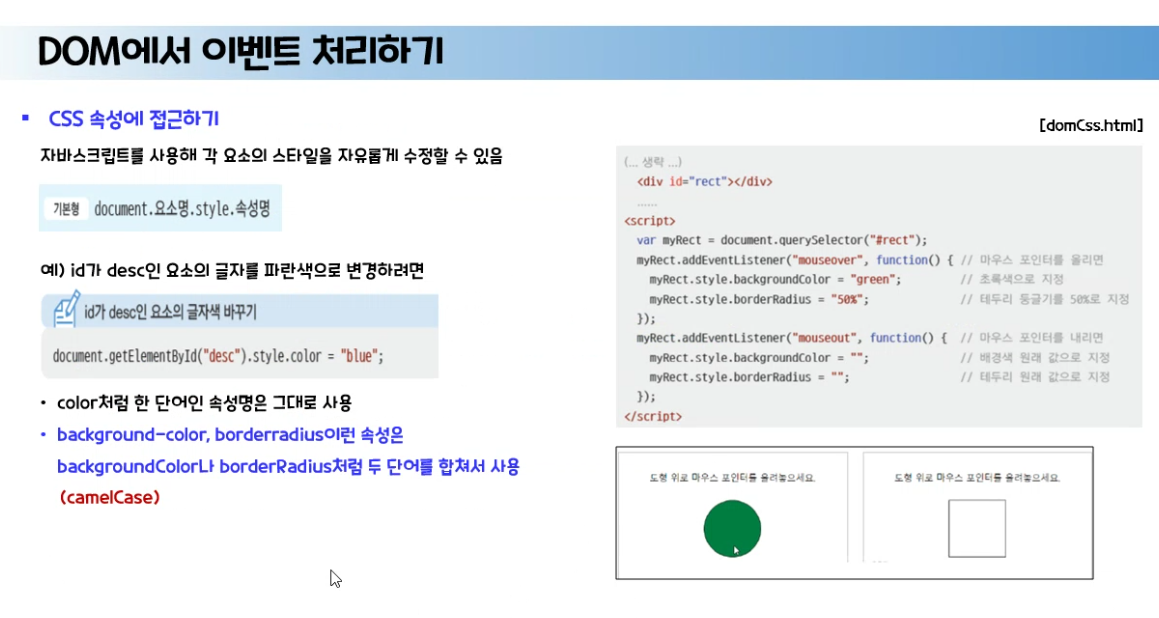 DOM에서 이벤트 처리하기
▪ CSS 속성에 접근하기
자바스크립트를 사용해 각 요소의 스타일을 자유롭게 수정할 수 있음
기본형 document.요소명.style.속성명
예) id가 desc인 요소의 글자를 파란색으로 변경하려면
id가 desc인 요소의 글자색 바꾸기
document.getElementById("desc").style.color = "blue";
• color처럼 한 단어인 속성명은 그대로 사용
• background-color, borderradius이런 속성은
backgroundColor나 borderRadius처럼 두 단어를 합쳐서 사용
(camelCase)
[domCss.html]
(... 생략 ...)
<div id="rect"></div>
......
<script>
var myRect = document.querySelector("#rect");
myRect.addEventListener("mouseover", function() { // 마우스 포인터를 올리면
myRect.style.backgroundColor = "green"; // 초록색으로 지정
myRect.style.borderRadius = "50%"; // 테두리 둥글기를 50%로 지정
});
myRect.addEventListener("mouseout", function() { // 마우스 포인터를 내리면
myRect.style.backgroundColor = ""; // 배경색 원래 값으로 지정
myRect.style.borderRadius = ""; // 테두리 원래 값으로 지정
});
</script>
도형 위로 마우스 포인터를 올려놓으세요.
도형 위로 마우스 포인터를 올려놓으세요.